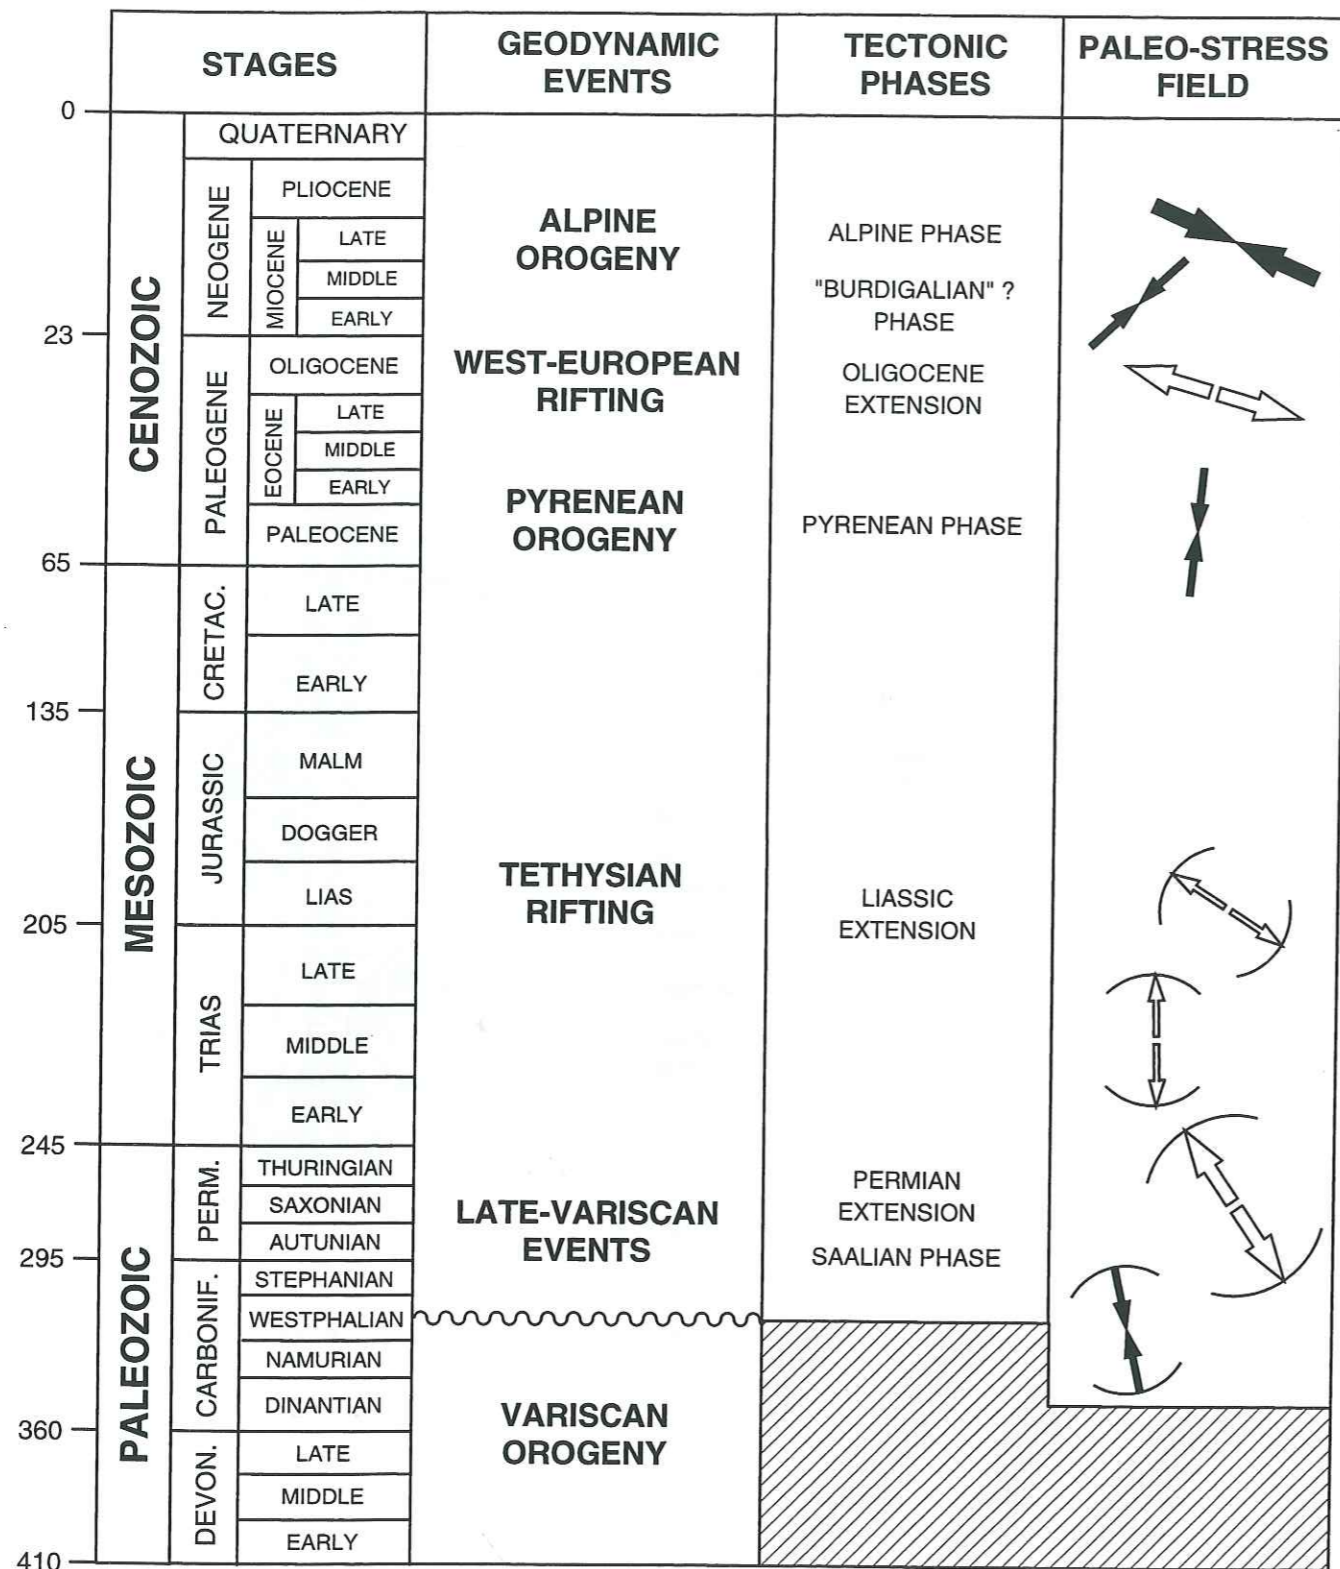 STAGES
GEODYNAMIC
EVENTS
TECTONIC
PHASES
PALEO-STRESS
FIELD
0
QUATERNARY
CENOZOIC
NEOGENE
PLIOCENE
MIOCENE
LATE
MIDDLE
EARLY
ALPINE
OROGENY
ALPINE PHASE
"BURDIGALIAN" ?
PHASE
23
PALEOGENE
OLIGOCENE
EOCENE
LATE
MIDDLE
EARLY
PALEOCENE
WEST-EUROPEAN
RIFTING
OLIGOCENE
EXTENSION
PYRENEAN
OROGENY
PYRENEAN PHASE
65
MESOZOIC
CRETAC.
LATE
EARLY
135
JURASSIC
MALM
DOGGER
LIAS
TETHYSIAN
RIFTING
LIASSIC
EXTENSION
205
TRIAS
LATE
MIDDLE
EARLY
245
PALEOZOIC
PERM.
THURINGIAN
SAXONIAN
AUTUNIAN
LATE-VARISCAN
EVENTS
PERMIAN
EXTENSION
SAALIAN PHASE
295
CARBONIF.
STEPHANIAN
WESTPHALIAN
NAMURIAN
DINANTIAN
VARISCAN
OROGENY
360
DEVON.
LATE
MIDDLE
EARLY
410